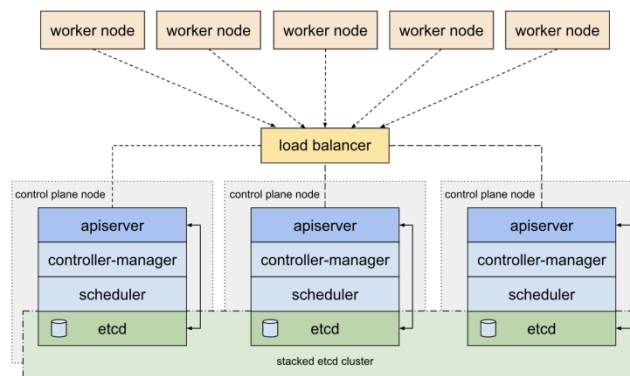 worker node worker node worker node worker node worker node
load balancer
control plane node control plane node control plane node
apiserver apiserver apiserver
controller-manager controller-manager controller-manager
scheduler scheduler scheduler
etcd etcd etcd
stacked etcd cluster